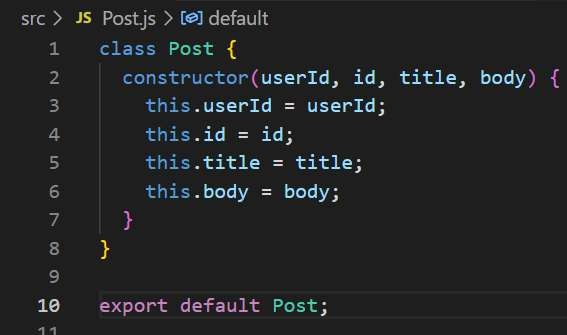 src > JS Post.js > default
1 class Post {
2   constructor(userId, id, title, body) {
3     this.userId = userId;
4     this.id = id;
5     this.title = title;
6     this.body = body;
7   }
8 }
9
10 export default Post;
11